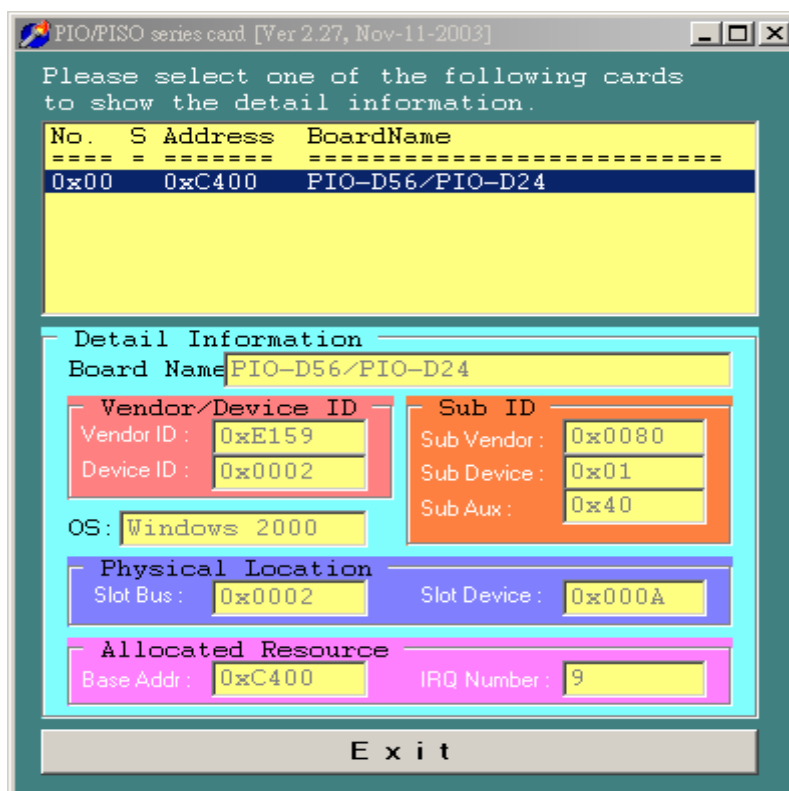 PIO/PISO series card [Ver 2.27, Nov-11-2003]
Please select one of the following cards
to show the detail information.
No. S Address BoardName
==== = ======= ==========================
0x00 0xC400 PIO-D56/PIO-D24
Detail Information
Board Name PIO-D56/PIO-D24
Vendor/Device ID
Vendor ID : 0xE159
Device ID : 0x0002
Sub ID
Sub Vendor : 0x0080
Sub Device : 0x01
Sub Aux : 0x40
OS: Windows 2000
Physical Location
Slot Bus : 0x0002 Slot Device : 0x000A
Allocated Resource
Base Addr : 0xC400 IRQ Number : 9
Exit